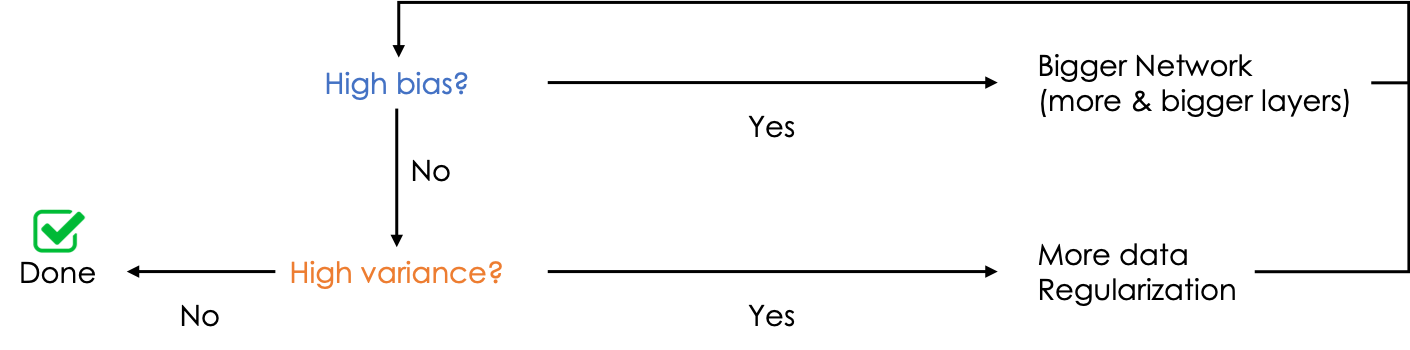 High bias?
Yes
Bigger Network
(more & bigger layers)
No
Done
No
High variance?
Yes
More data
Regularization